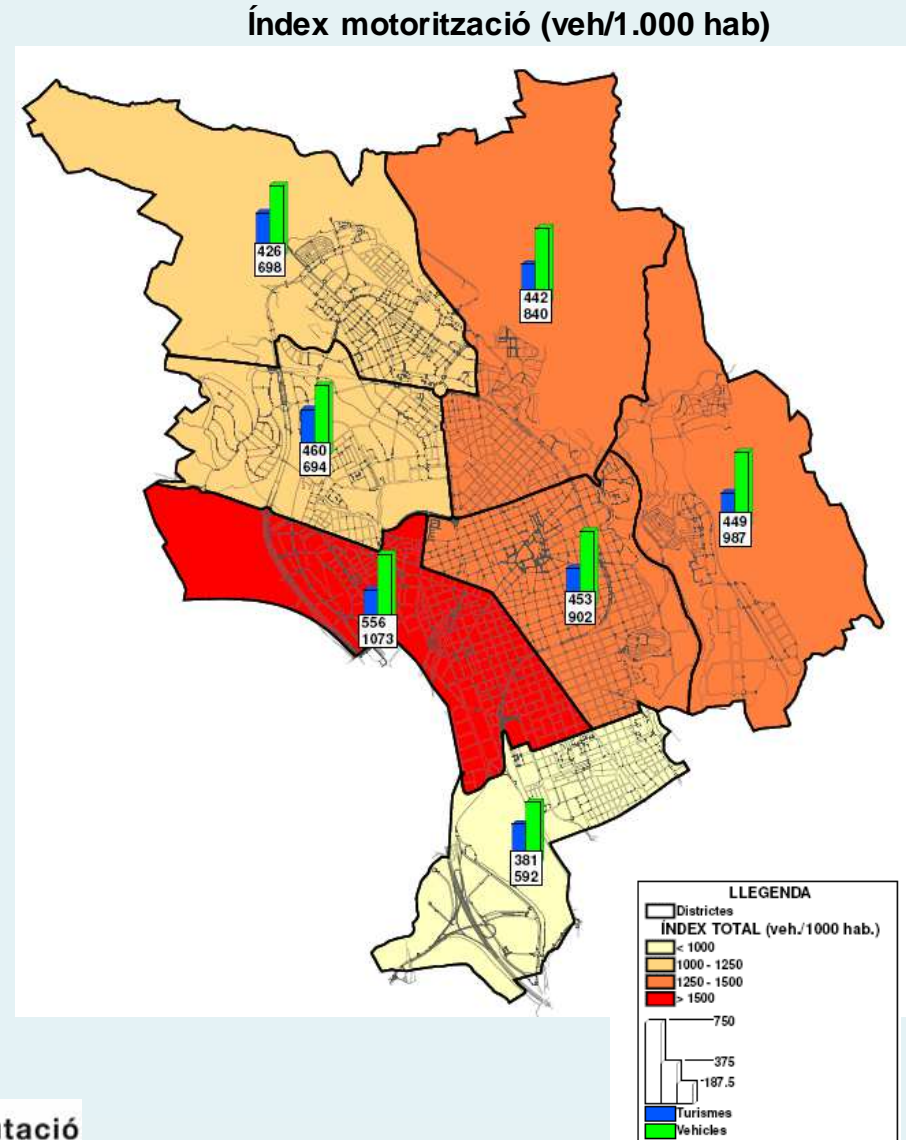 Índex motorització (veh/1.000 hab)
426
698
442
840
460
694
449
987
453
902
556
1073
381
592
LLEGENDA
Districtes
ÍNDEX TOTAL (veh./1000 hab.)
< 1000
1000 - 1250
1250 - 1500
> 1500
750
375
187.5
Turismes
Vehicles
utació